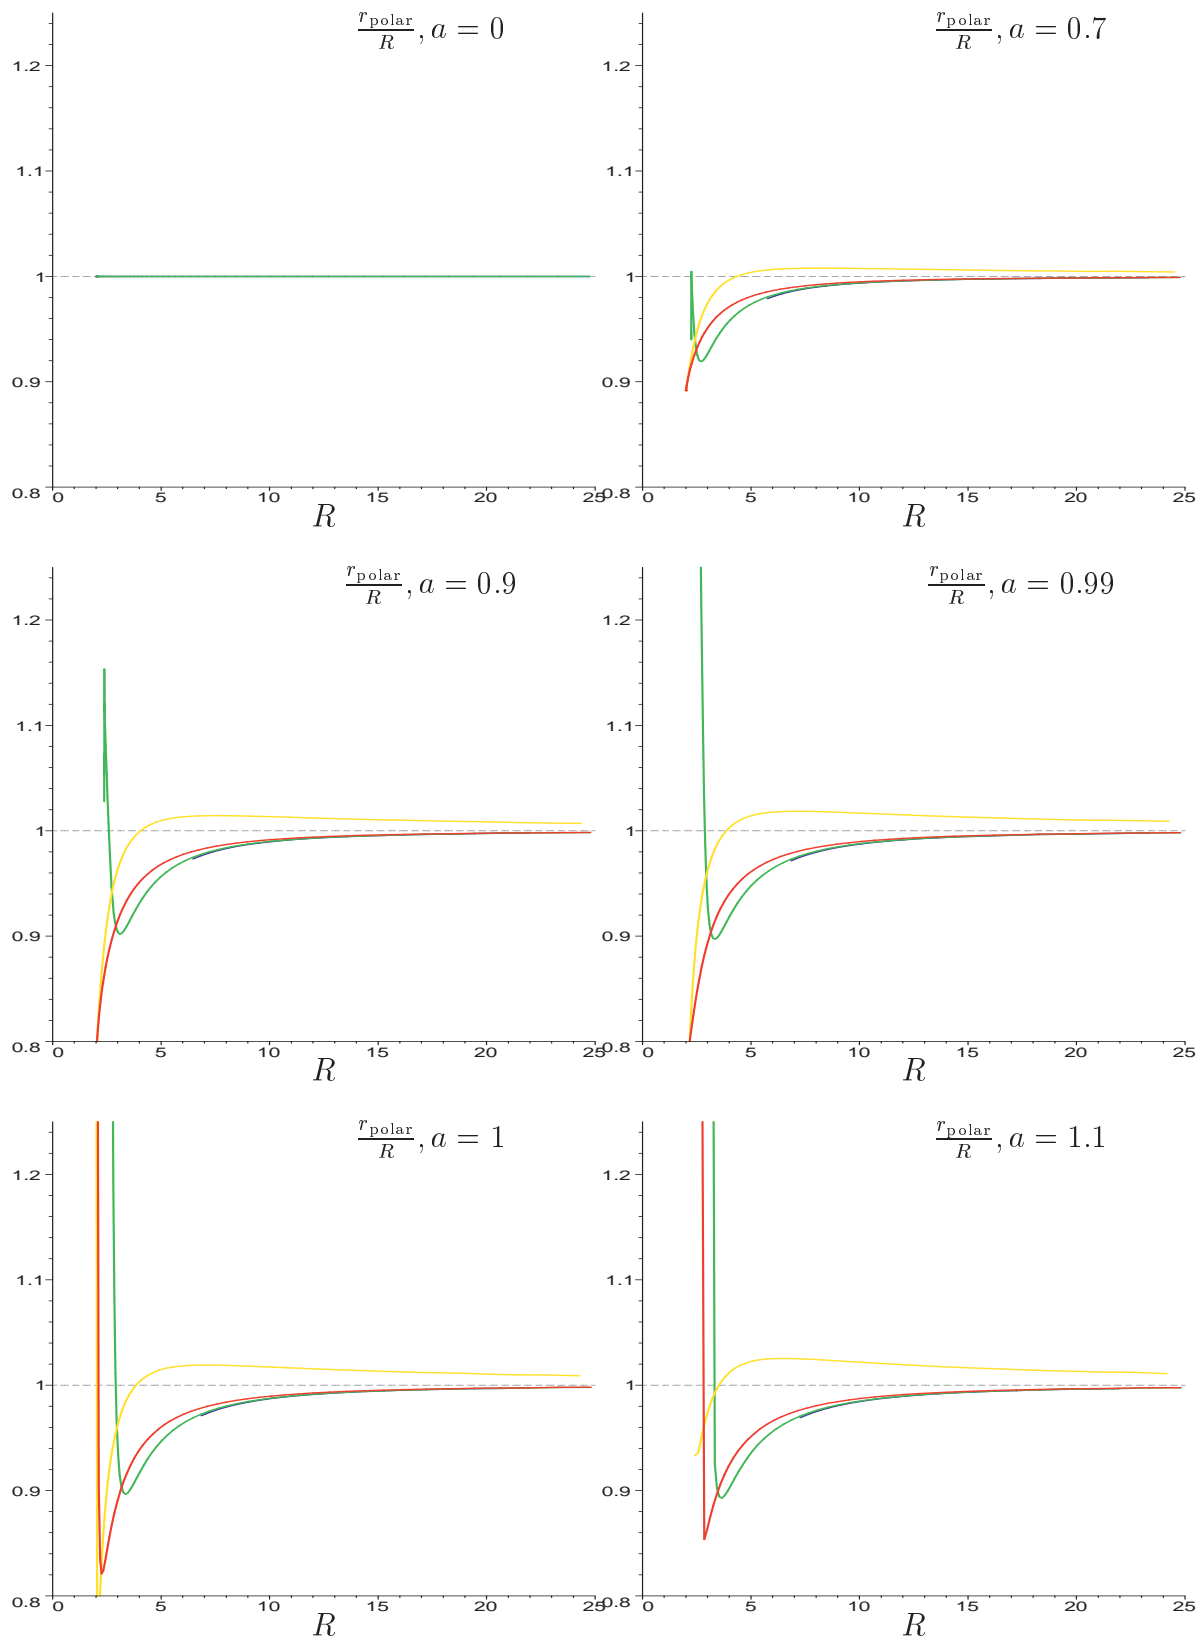 r_polar/R, a = 0
1.2
1.1
1
0.9
0.8
0 5 10 15 20 25
R
r_polar/R, a = 0.7
1.2
1.1
1
0.9
0.8
0 5 10 15 20 25
R
r_polar/R, a = 0.9
1.2
1.1
1
0.9
0.8
0 5 10 15 20 25
R
r_polar/R, a = 0.99
1.2
1.1
1
0.9
0.8
0 5 10 15 20 25
R
r_polar/R, a = 1
1.2
1.1
1
0.9
0.8
0 5 10 15 20 25
R
r_polar/R, a = 1.1
1.2
1.1
1
0.9
0.8
0 5 10 15 20 25
R